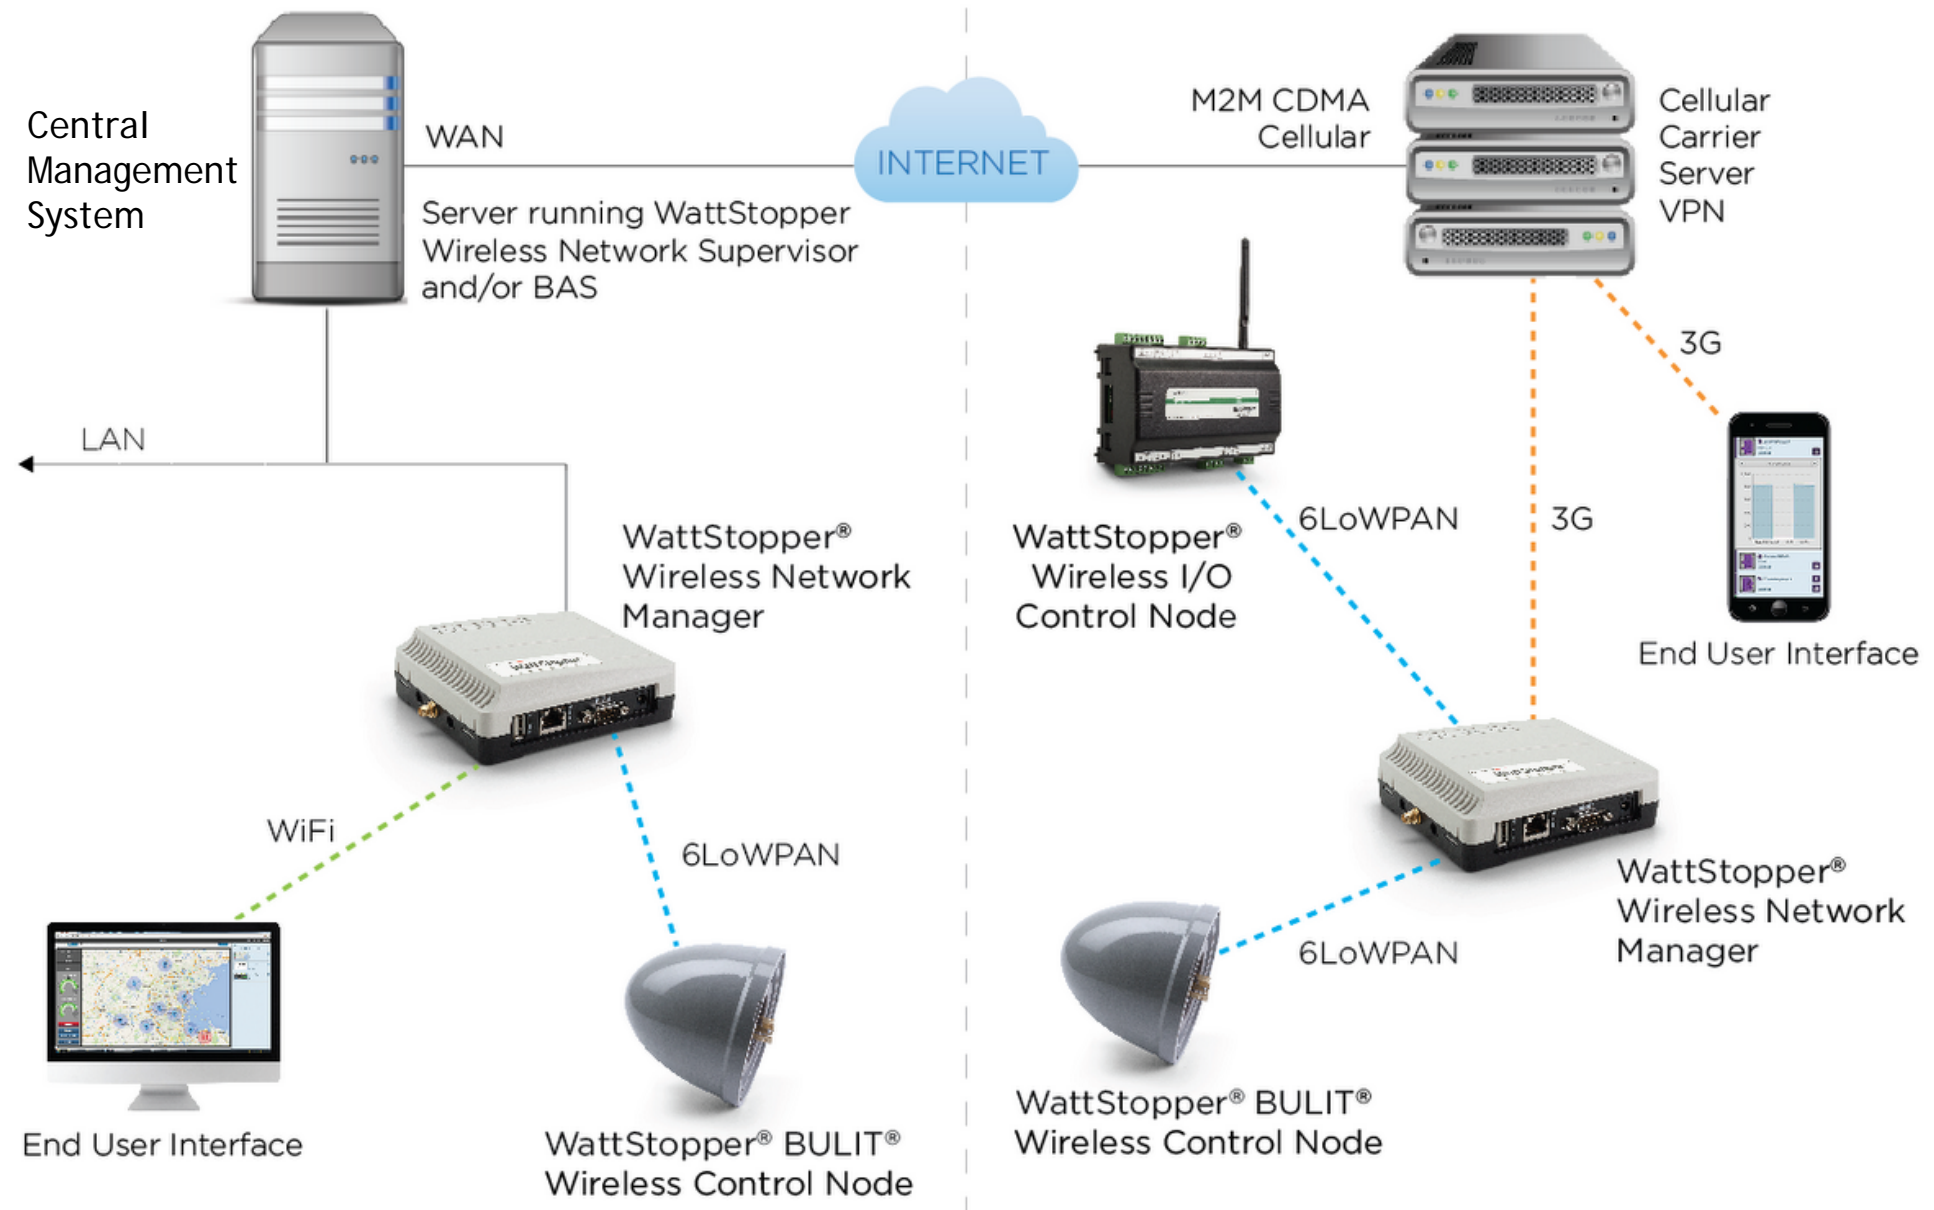 Central
Management
System
WAN
Server running WattStopper
Wireless Network Supervisor
and/or BAS
INTERNET
M2M CDMA
Cellular
Cellular
Carrier
Server
VPN
LAN
3G
WattStopper®
Wireless Network
Manager
WattStopper®
Wireless I/O
Control Node
6LoWPAN
3G
End User Interface
WiFi
6LoWPAN
WattStopper®
Wireless Network
Manager
6LoWPAN
End User Interface
WattStopper® BULIT®
Wireless Control Node
WattStopper® BULIT®
Wireless Control Node